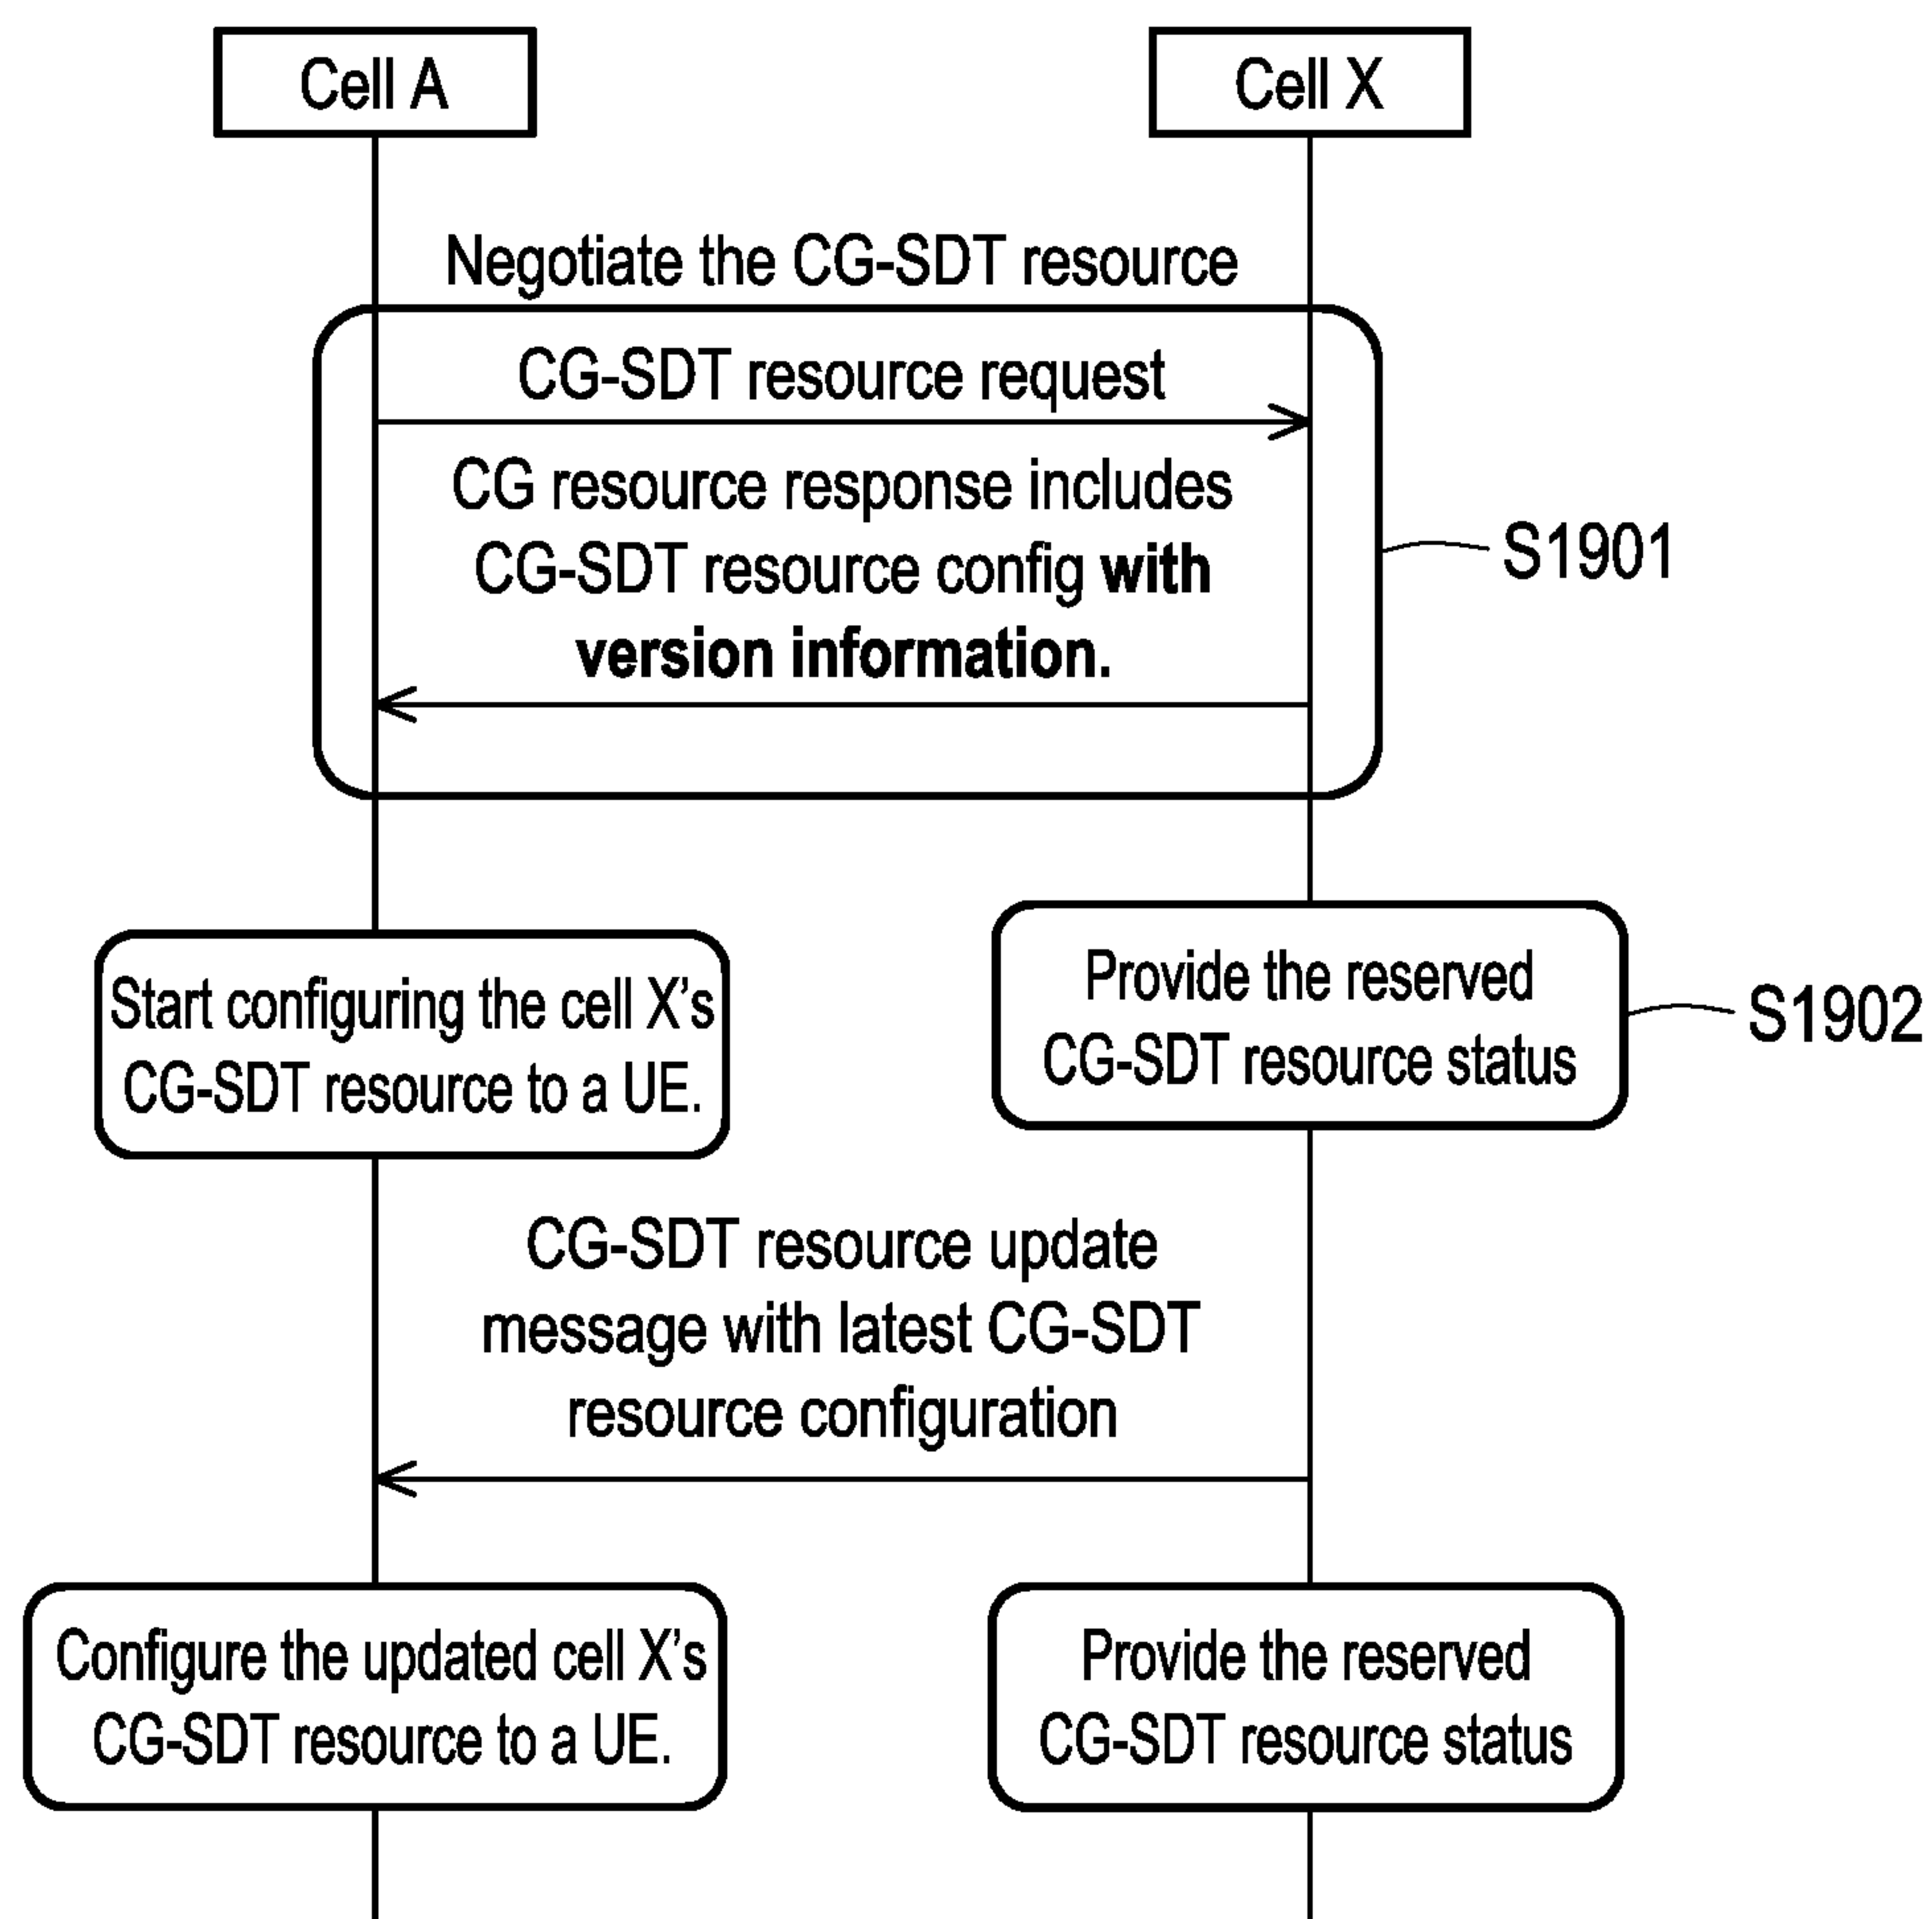 Cell A
Cell X
Negotiate the CG-SDT resource
CG-SDT resource request
CG resource response includes
CG-SDT resource config with
version information.
S1901
Start configuring the cell X's
CG-SDT resource to a UE.
Provide the reserved
CG-SDT resource status
S1902
CG-SDT resource update
message with latest CG-SDT
resource configuration
Configure the updated cell X's
CG-SDT resource to a UE.
Provide the reserved
CG-SDT resource status